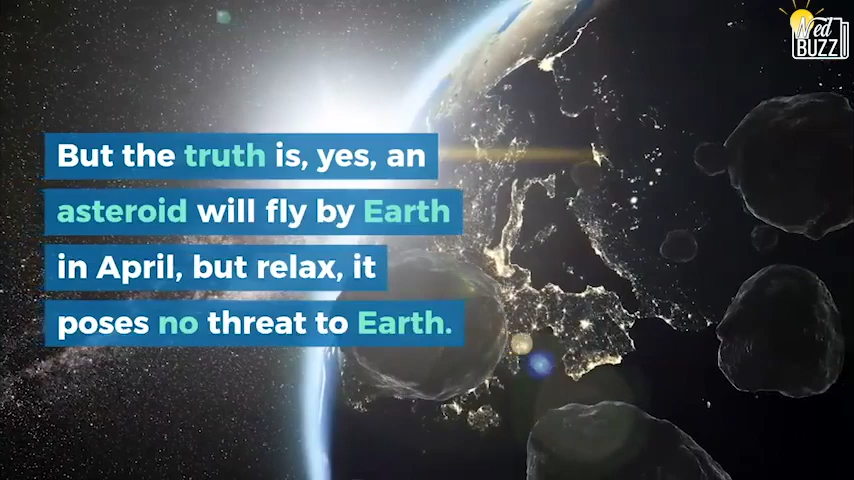 Ned
BUZZ
But the truth is, yes, an
asteroid will fly by Earth
in April, but relax, it
poses no threat to Earth.